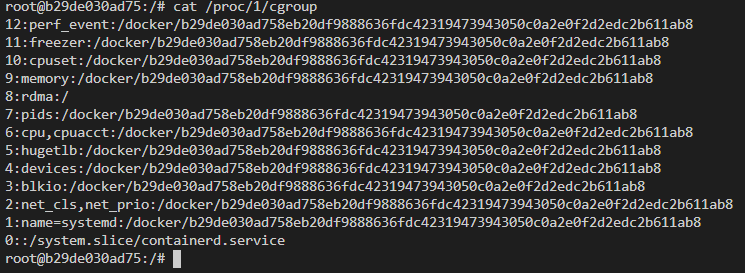 root@b29de030ad75:/# cat /proc/1/cgroup
12:perf_event:/docker/b29de030ad758eb20df9888636fdc42319473943050c0a2e0f2d2edc2b611ab8
11:freezer:/docker/b29de030ad758eb20df9888636fdc42319473943050c0a2e0f2d2edc2b611ab8
10:cpuset:/docker/b29de030ad758eb20df9888636fdc42319473943050c0a2e0f2d2edc2b611ab8
9:memory:/docker/b29de030ad758eb20df9888636fdc42319473943050c0a2e0f2d2edc2b611ab8
8:rdma:/
7:pids:/docker/b29de030ad758eb20df9888636fdc42319473943050c0a2e0f2d2edc2b611ab8
6:cpu,cpuacct:/docker/b29de030ad758eb20df9888636fdc42319473943050c0a2e0f2d2edc2b611ab8
5:hugetlb:/docker/b29de030ad758eb20df9888636fdc42319473943050c0a2e0f2d2edc2b611ab8
4:devices:/docker/b29de030ad758eb20df9888636fdc42319473943050c0a2e0f2d2edc2b611ab8
3:blkio:/docker/b29de030ad758eb20df9888636fdc42319473943050c0a2e0f2d2edc2b611ab8
2:net_cls,net_prio:/docker/b29de030ad758eb20df9888636fdc42319473943050c0a2e0f2d2edc2b611ab8
1:name=systemd:/docker/b29de030ad758eb20df9888636fdc42319473943050c0a2e0f2d2edc2b611ab8
0::/system.slice/containerd.service
root@b29de030ad75:/#